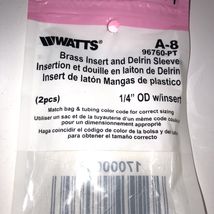 WATTS
A-8
96760-PT
Brass Insert and Delrin Sleeve
Insertion et douille en laiton de Delrin
Insert de latón Mangas de plastico
(2pcs) 1/4" OD w/insert
Match bag & tubing color code for correct sizing
Utiliser un sac et de la tuyauterie d'un même code couleur
pour un dimensionnement approprié
Haga coincidir el código de color de la bolsa y del tubo
para obtener el tamaño correcto